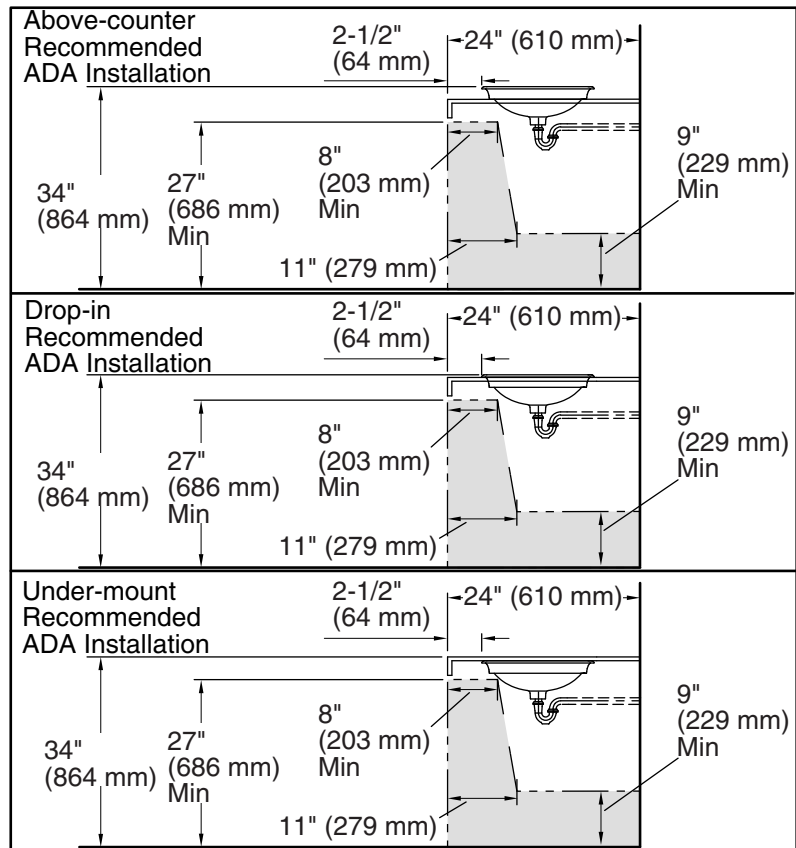 Above-counter
Recommended
ADA Installation
2-1/2"
(64 mm)
24" (610 mm)
34"
(864 mm)
27"
(686 mm)
Min
8"
(203 mm)
Min
9"
(229 mm)
Min
11" (279 mm)
Drop-in
Recommended
ADA Installation
2-1/2"
(64 mm)
24" (610 mm)
34"
(864 mm)
27"
(686 mm)
Min
8"
(203 mm)
Min
9"
(229 mm)
Min
11" (279 mm)
Under-mount
Recommended
ADA Installation
2-1/2"
(64 mm)
24" (610 mm)
34"
(864 mm)
27"
(686 mm)
Min
8"
(203 mm)
Min
9"
(229 mm)
Min
11" (279 mm)